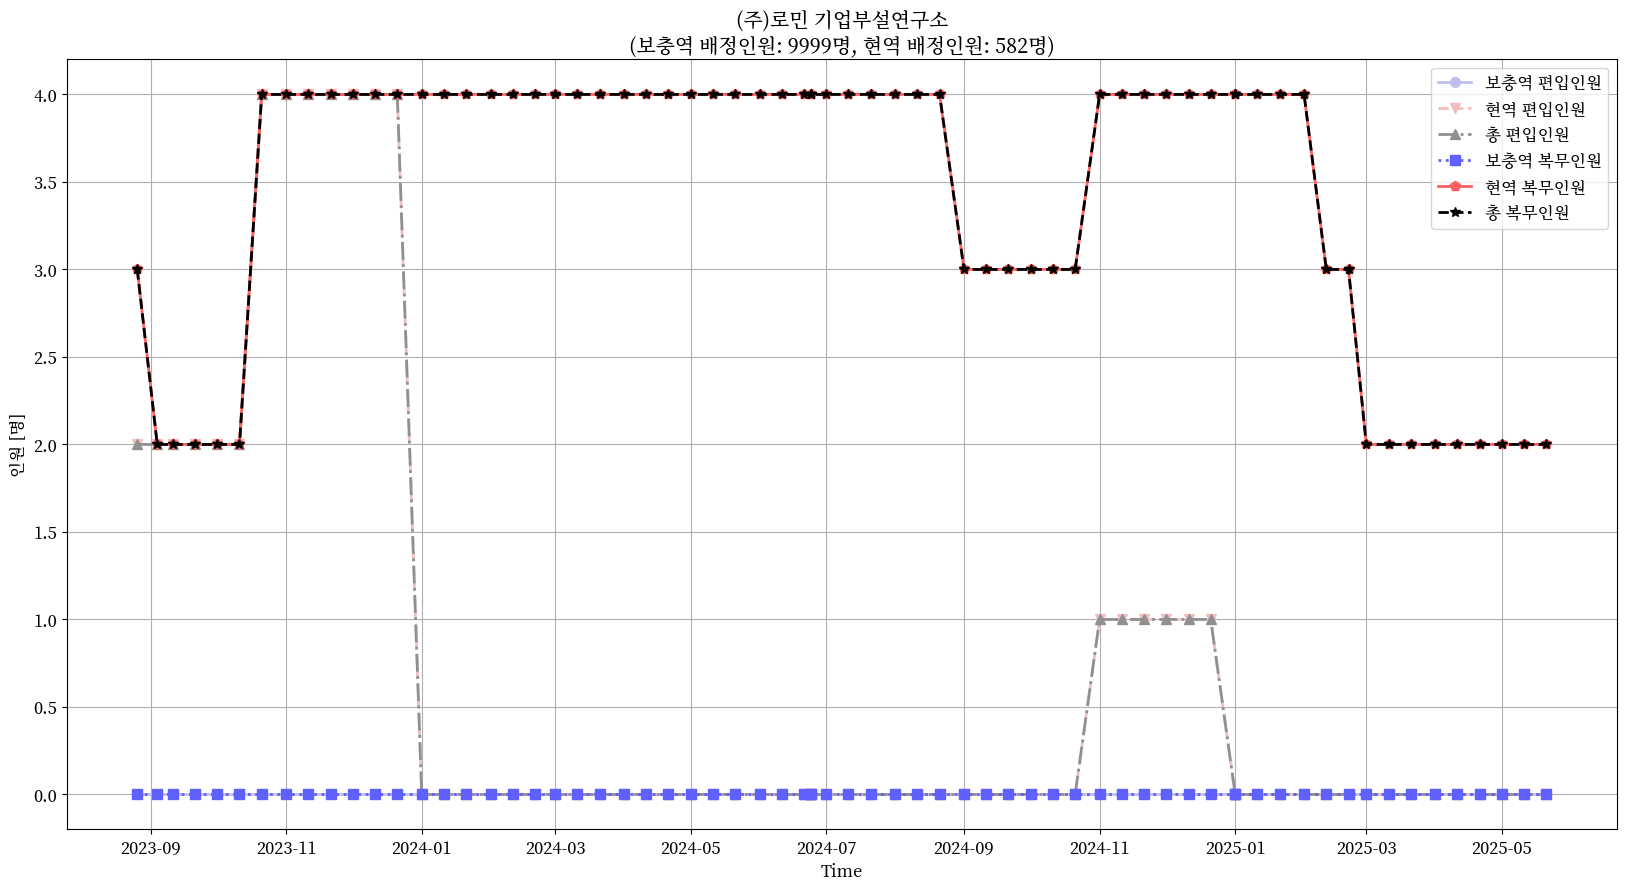 (주)로민 기업부설연구소
(보충역 배정인원: 9999명, 현역 배정인원: 582명)
보충역 편입인원
현역 편입인원
총 편입인원
보충역 복무인원
현역 복무인원
총 복무인원
4.0
3.5
3.0
2.5
2.0
1.5
1.0
0.5
0.0
인원 [명]
2023-09 2023-11 2024-01 2024-03 2024-05 2024-07 2024-09 2024-11 2025-01 2025-03 2025-05
Time